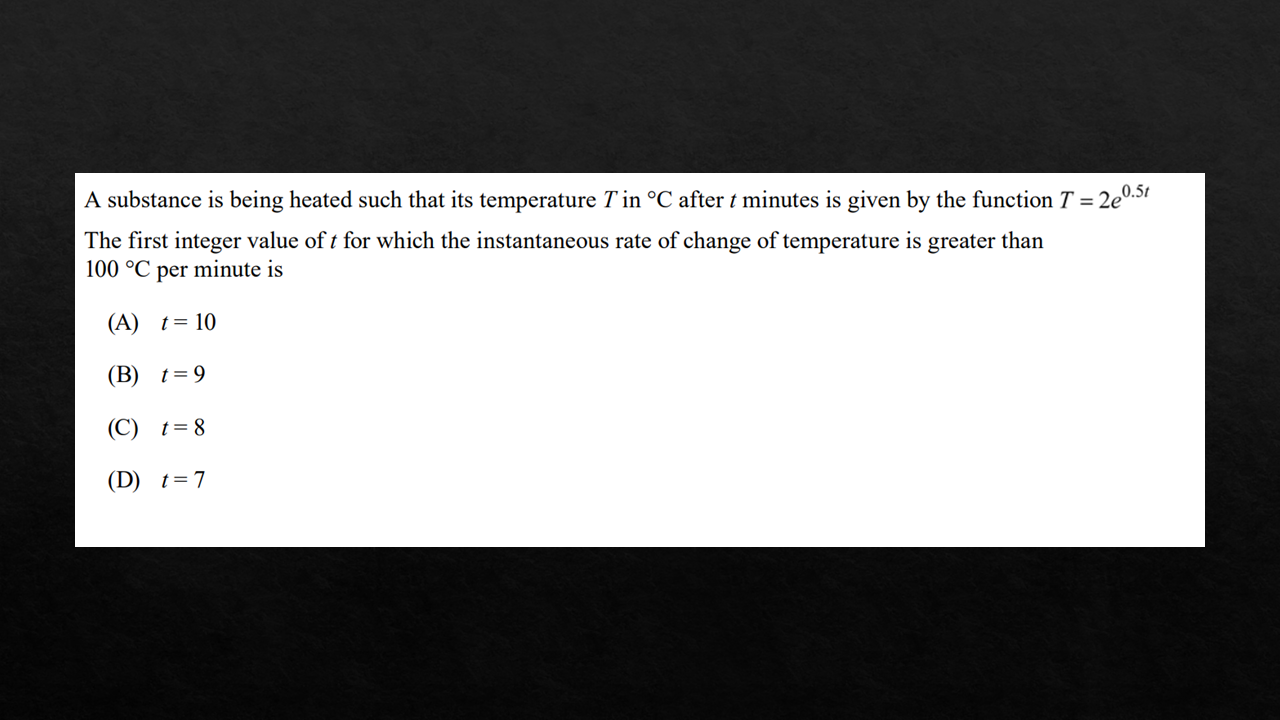 A substance is being heated such that its temperature T in °C after t minutes is given by the function T = 2e^{0.5t}
The first integer value of t for which the instantaneous rate of change of temperature is greater than
100 °C per minute is
(A) t = 10
(B) t = 9
(C) t = 8
(D) t = 7